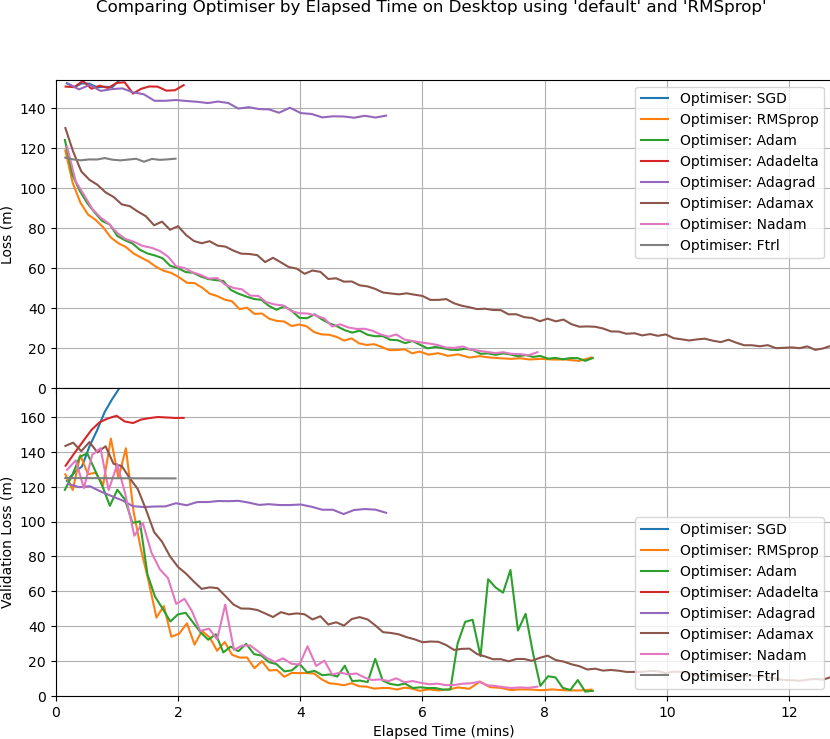 Comparing Optimiser by Elapsed Time on Desktop using 'default' and 'RMSprop'
Loss (m)
140
120
100
80
60
40
20
0
Optimiser: SGD
Optimiser: RMSprop
Optimiser: Adam
Optimiser: Adadelta
Optimiser: Adagrad
Optimiser: Adamax
Optimiser: Nadam
Optimiser: Ftrl
Validation Loss (m)
160
140
120
100
80
60
40
20
0
Optimiser: SGD
Optimiser: RMSprop
Optimiser: Adam
Optimiser: Adadelta
Optimiser: Adagrad
Optimiser: Adamax
Optimiser: Nadam
Optimiser: Ftrl
0 2 4 6 8 10 12
Elapsed Time (mins)